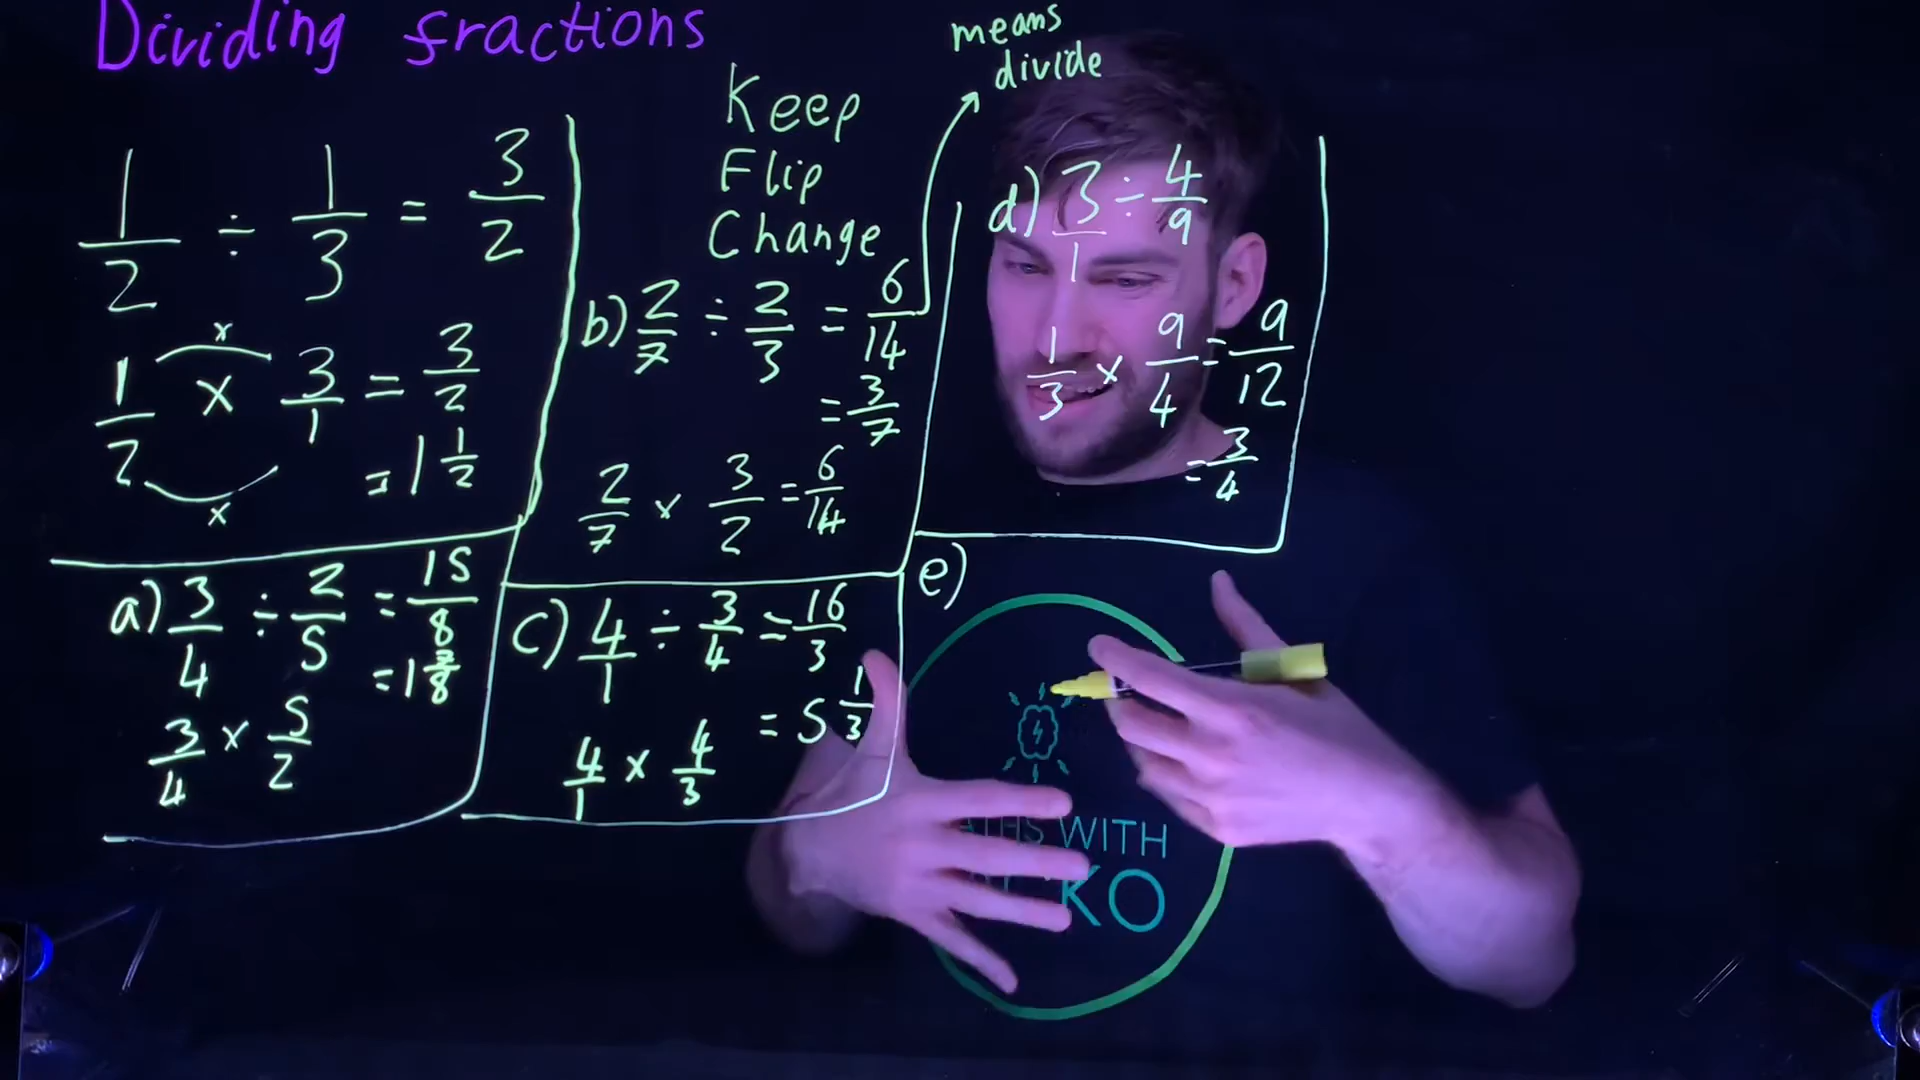 Dividing fractions
1/2 ÷ 1/3 = 3/2
x
1/2 x 3/1 = 3/2
= 1 1/2
x
a) 3/4 ÷ 2/5 = 15/8
= 1 7/8
3/4 x 5/2
Keep
Flip
Change
b) 2/7 ÷ 2/3 = 6/14
= 3/7
2/7 x 3/2 = 6/14
c) 4/1 ÷ 3/4 = 16/3
= 5 1/3
4/1 x 4/3
means
divide
d) 3/1 ÷ 4/9
1/3 x 9/4 = 9/12
= 3/4
e)
WITH
KO